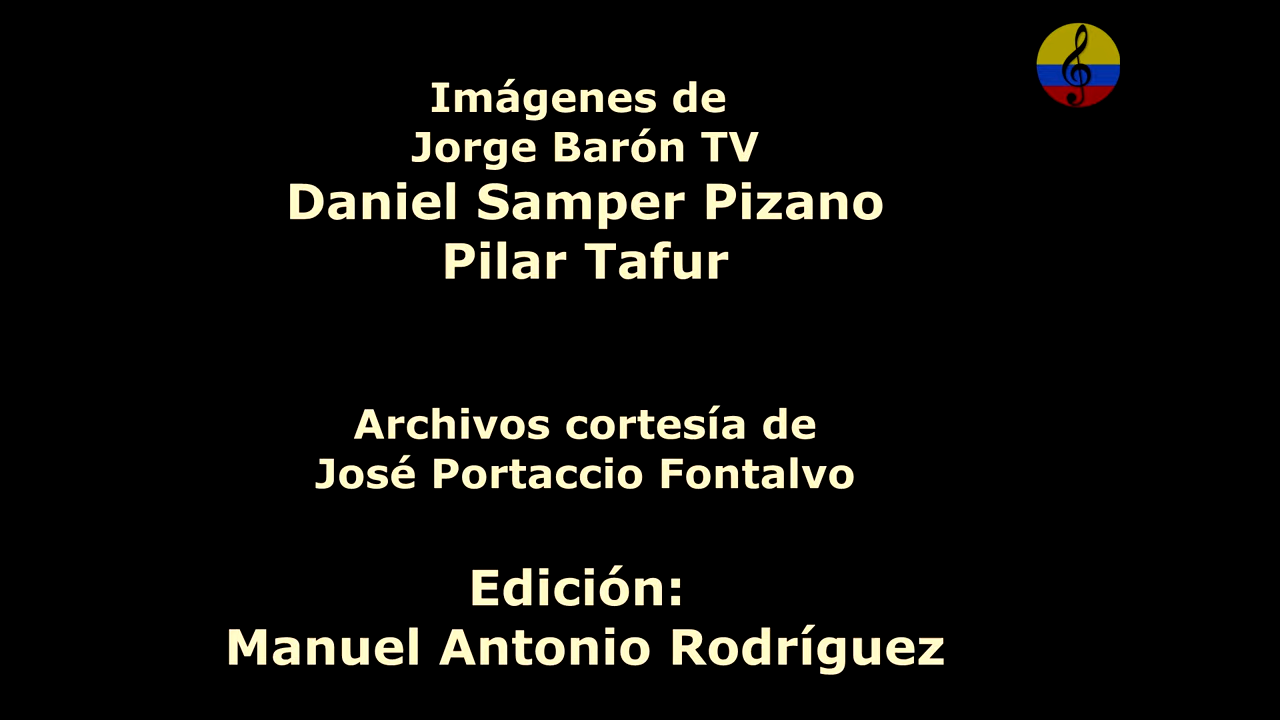 Imágenes de
Jorge Barón TV
Daniel Samper Pizano
Pilar Tafur
Archivos cortesía de
José Portaccio Fontalvo
Edición:
Manuel Antonio Rodríguez